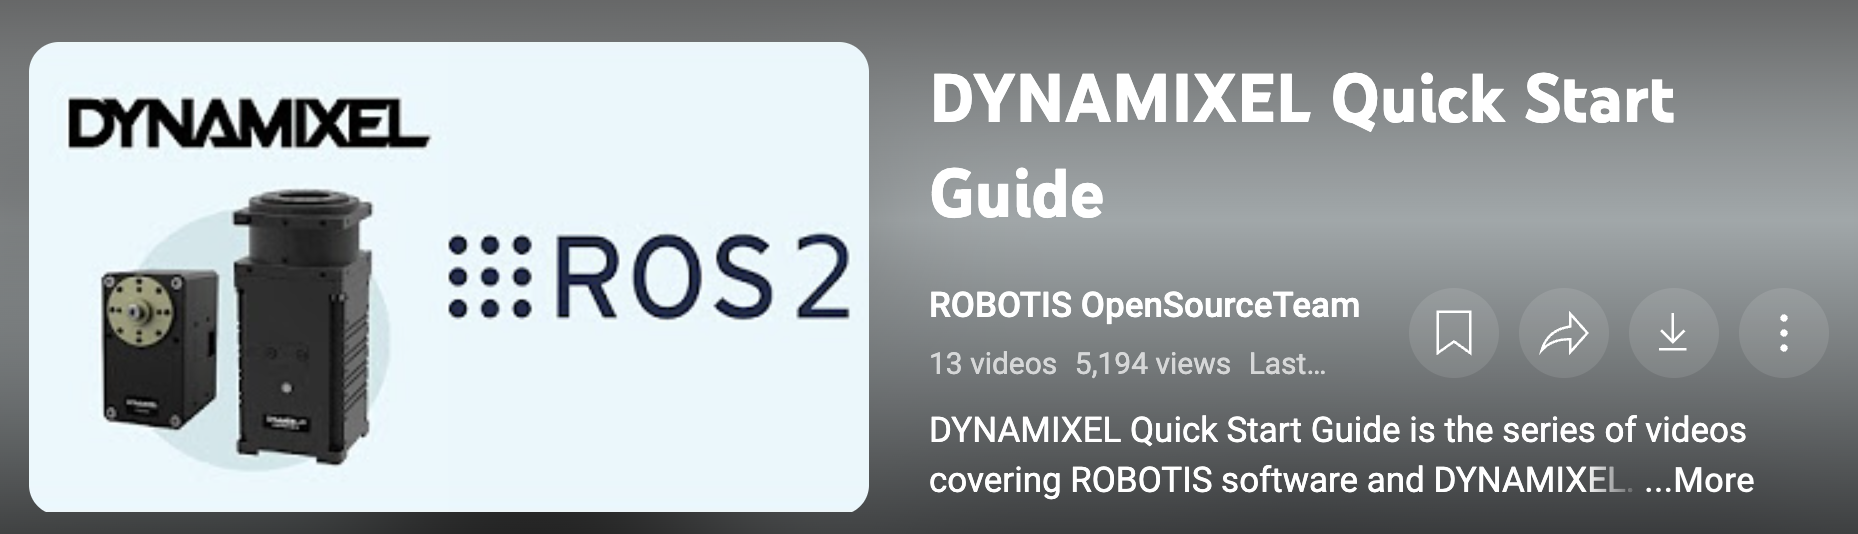 DYNAMIXEL
ROS 2
DYNAMIXEL Quick Start
Guide
ROBOTIS OpenSourceTeam
13 videos 5,194 views Last...
DYNAMIXEL Quick Start Guide is the series of videos
covering ROBOTIS software and DYNAMIXEL. ...More